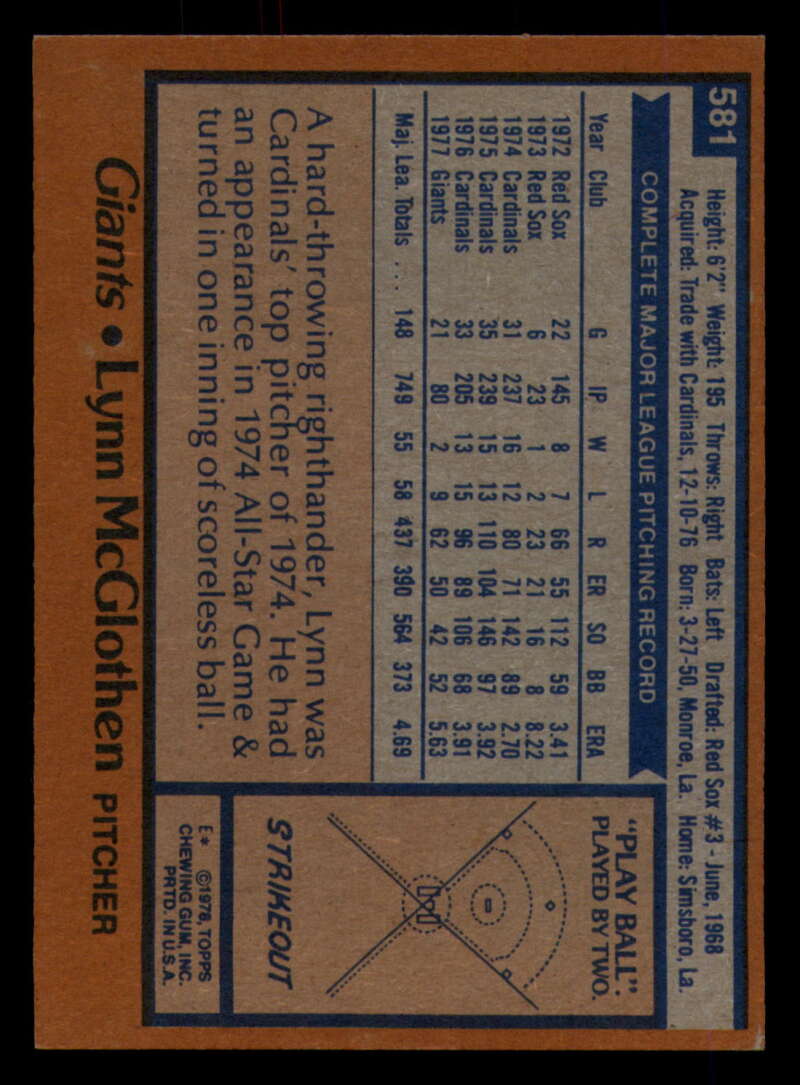 581
Height: 6'2" Weight: 195 Throws: Right Bats: Left Drafted: Red Sox #3 - June, 1968
Acquired: Trade with Cardinals, 12-10-76 Born: 3-27-50, Monroe, La. Home: Simsboro, La.
COMPLETE MAJOR LEAGUE PITCHING RECORD
Year Club G IP W L R ER SO BB ERA
1972 Red Sox 22 145 8 7 66 55 112 59 3.41
1973 Red Sox 6 23 1 2 23 21 16 8 8.22
1974 Cardinals 31 237 16 12 80 71 142 89 2.70
1975 Cardinals 35 239 15 13 110 104 146 97 3.92
1976 Cardinals 33 205 13 15 96 89 106 68 3.91
1977 Giants 21 80 2 9 62 50 42 52 5.63
Maj. Lea. Totals ... 148 749 55 58 437 390 564 373 4.69
A hard-throwing righthander, Lynn was
Cardinals' top pitcher of 1974. He had
an appearance in 1974 All-Star Game &
turned in one inning of scoreless ball.
"PLAY BALL":
PLAYED BY TWO.
STRIKEOUT
E* ©1978, TOPPS
CHEWING GUM, INC.
PRTD. IN U.S.A.
Giants • Lynn McGlothen PITCHER